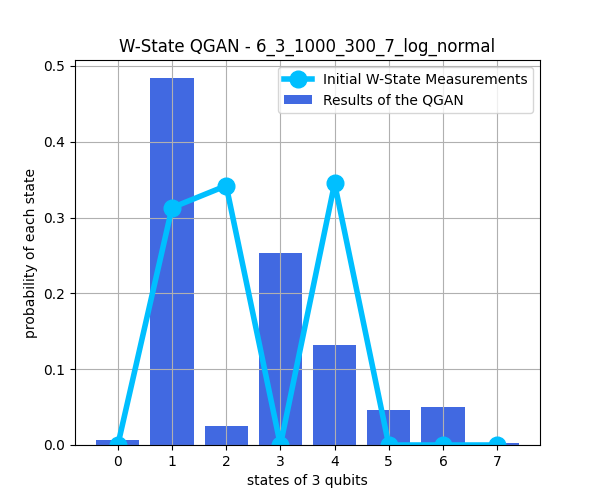 W-State QGAN - 6_3_1000_300_7_log_normal
Initial W-State Measurements
Results of the QGAN
probability of each state
0.5
0.4
0.3
0.2
0.1
0.0
0 1 2 3 4 5 6 7
states of 3 qubits